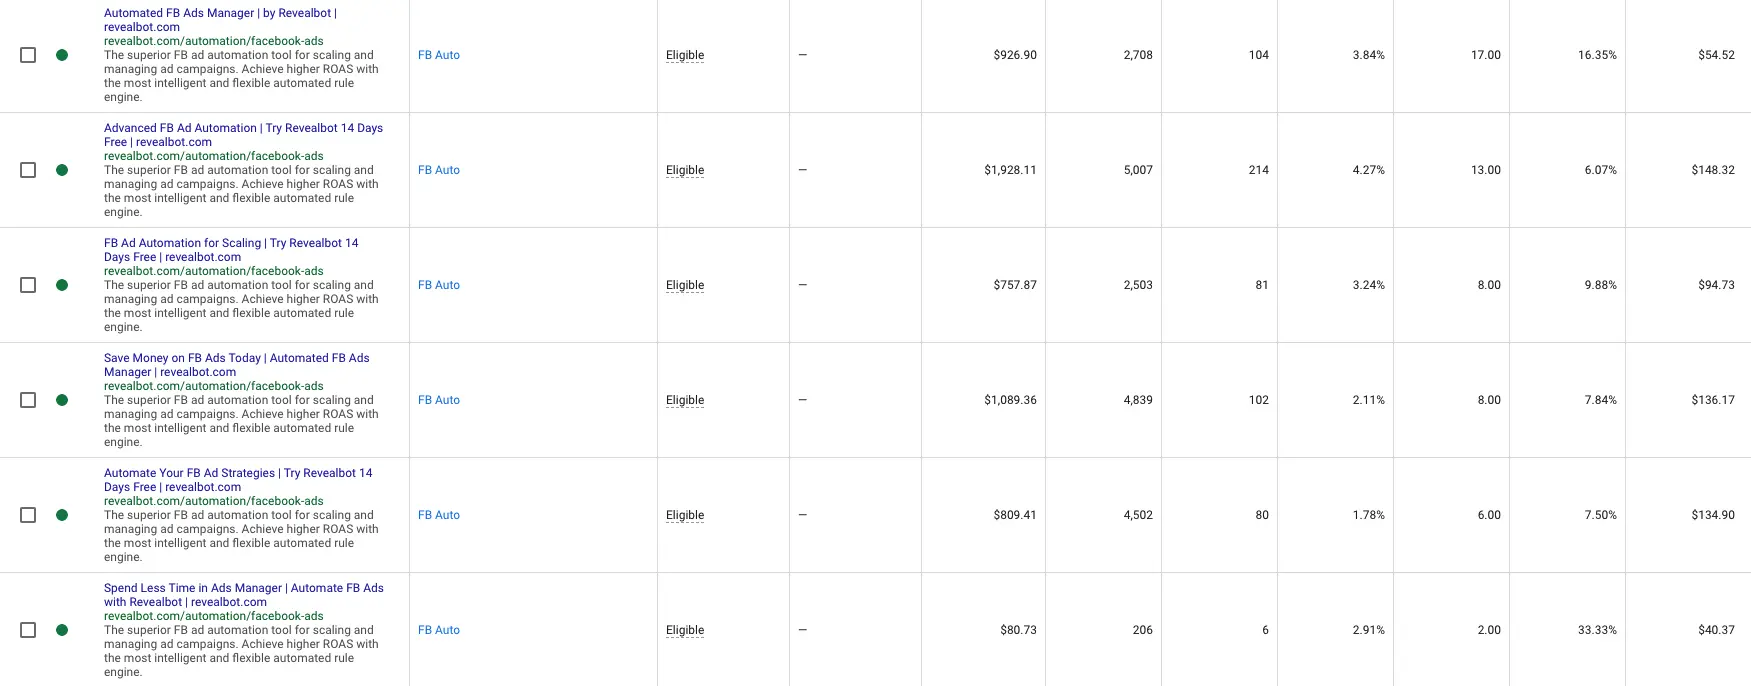 Automated FB Ads Manager | by Revealbot |
revealbot.com
revealbot.com/automation/facebook-ads
The superior FB ad automation tool for scaling and
managing ad campaigns. Achieve higher ROAS with
the most intelligent and flexible automated rule
engine.
FB Auto
Eligible
—
$926.90
2,708
104
3.84%
17.00
16.35%
$54.52
Advanced FB Ad Automation | Try Revealbot 14 Days
Free | revealbot.com
revealbot.com/automation/facebook-ads
The superior FB ad automation tool for scaling and
managing ad campaigns. Achieve higher ROAS with
the most intelligent and flexible automated rule
engine.
FB Auto
Eligible
—
$1,928.11
5,007
214
4.27%
13.00
6.07%
$148.32
FB Ad Automation for Scaling | Try Revealbot 14
Days Free | revealbot.com
revealbot.com/automation/facebook-ads
The superior FB ad automation tool for scaling and
managing ad campaigns. Achieve higher ROAS with
the most intelligent and flexible automated rule
engine.
FB Auto
Eligible
—
$757.87
2,503
81
3.24%
8.00
9.88%
$94.73
Save Money on FB Ads Today | Automated FB Ads
Manager | revealbot.com
revealbot.com/automation/facebook-ads
The superior FB ad automation tool for scaling and
managing ad campaigns. Achieve higher ROAS with
the most intelligent and flexible automated rule
engine.
FB Auto
Eligible
—
$1,089.36
4,839
102
2.11%
8.00
7.84%
$136.17
Automate Your FB Ad Strategies | Try Revealbot 14
Days Free | revealbot.com
revealbot.com/automation/facebook-ads
The superior FB ad automation tool for scaling and
managing ad campaigns. Achieve higher ROAS with
the most intelligent and flexible automated rule
engine.
FB Auto
Eligible
—
$809.41
4,502
80
1.78%
6.00
7.50%
$134.90
Spend Less Time in Ads Manager | Automate FB Ads
with Revealbot | revealbot.com
revealbot.com/automation/facebook-ads
The superior FB ad automation tool for scaling and
managing ad campaigns. Achieve higher ROAS with
the most intelligent and flexible automated rule
engine.
FB Auto
Eligible
—
$80.73
206
6
2.91%
2.00
33.33%
$40.37